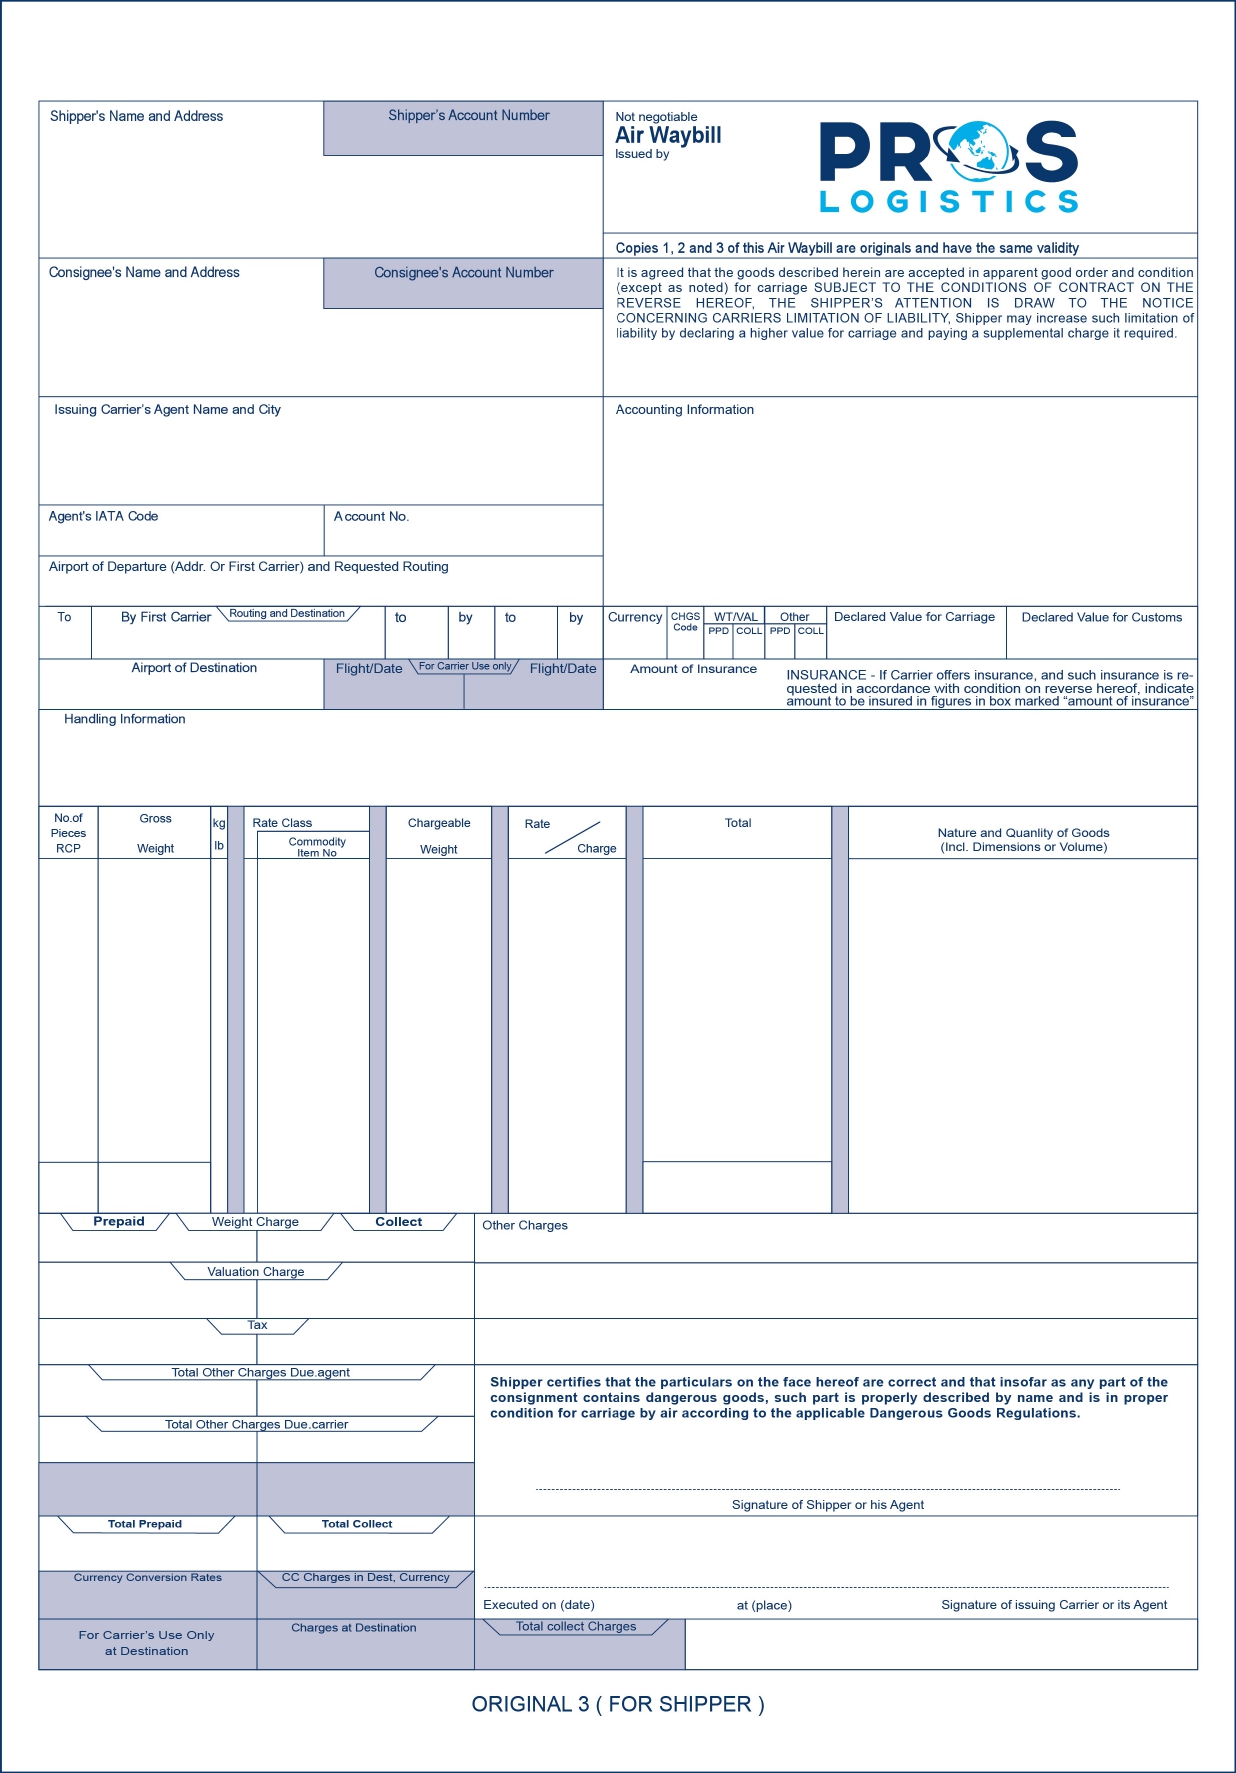 Shipper's Name and Address
Shipper's Account Number
Not negotiable
Air Waybill
Issued by
PROS
LOGISTICS
Copies 1, 2 and 3 of this Air Waybill are originals and have the same validity
Consignee's Name and Address
Consignee's Account Number
It is agreed that the goods described herein are accepted in apparent good order and condition
(except as noted) for carriage SUBJECT TO THE CONDITIONS OF CONTRACT ON THE
REVERSE HEREOF, THE SHIPPER'S ATTENTION IS DRAW TO THE NOTICE
CONCERNING CARRIERS LIMITATION OF LIABILITY, Shipper may increase such limitation of
liability by declaring a higher value for carriage and paying a supplemental charge it required.
Issuing Carrier's Agent Name and City
Accounting Information
Agent's IATA Code
Account No.
Airport of Departure (Addr. Or First Carrier) and Requested Routing
To
By First Carrier
Routing and Destination
to
by
to
by
Currency
CHGS
Code
WT/VAL
PPD
COLL
Other
PPD
COLL
Declared Value for Carriage
Declared Value for Customs
Airport of Destination
Flight/Date
For Carrier Use only
Flight/Date
Amount of Insurance
INSURANCE - If Carrier offers insurance, and such insurance is re-
quested in accordance with condition on reverse hereof, indicate
amount to be insured in figures in box marked “amount of insurance”
Handling Information
No.of
Pieces
RCP
Gross
Weight
kg
lb
Rate Class
Commodity
Item No
Chargeable
Weight
Rate
Charge
Total
Nature and Quanlity of Goods
(Incl. Dimensions or Volume)
Prepaid
Weight Charge
Collect
Other Charges
Valuation Charge
Tax
Total Other Charges Due.agent
Shipper certifies that the particulars on the face hereof are correct and that insofar as any part of the
consignment contains dangerous goods, such part is properly described by name and is in proper
condition for carriage by air according to the applicable Dangerous Goods Regulations.
Total Other Charges Due.carrier
Signature of Shipper or his Agent
Total Prepaid
Total Collect
Currency Conversion Rates
CC Charges in Dest, Currency
Executed on (date)
at (place)
Signature of issuing Carrier or its Agent
For Carrier's Use Only
at Destination
Charges at Destination
Total collect Charges
ORIGINAL 3 ( FOR SHIPPER )